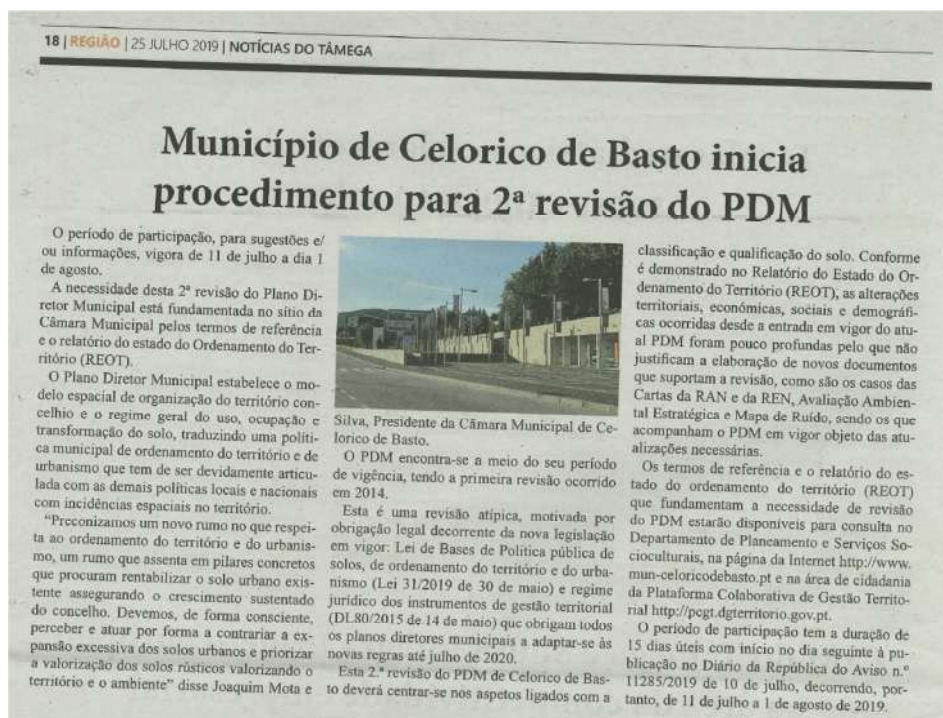 18 | REGIÃO | 25 JULHO 2019 | NOTÍCIAS DO TÂMEGA
Município de Celorico de Basto inicia
procedimento para 2ª revisão do PDM
O período de participação, para sugestões e/
ou informações, vigora de 11 de julho a dia 1
de agosto.
A necessidade desta 2ª revisão do Plano Di-
retor Municipal está fundamentada no sítio da
Câmara Municipal pelos termos de referência
e o relatório do estado do Ordenamento do Ter-
ritório (REOT).
O Plano Diretor Municipal estabelece o mo-
delo espacial de organização do território con-
celhio e o regime geral do uso, ocupação e
transformação do solo, traduzindo uma políti-
ca municipal de ordenamento do território e de
urbanismo que tem de ser devidamente articu-
lada com as demais políticas locais e nacionais
com incidências espaciais no território.
“Preconizamos um novo rumo no que respei-
ta ao ordenamento do território e do urbanis-
mo, um rumo que assenta em pilares concretos
que procuram rentabilizar o solo urbano exis-
tente assegurando o crescimento sustentado
do concelho. Devemos, de forma consciente,
perceber e atuar por forma a contrariar a ex-
pansão excessiva dos solos urbanos e priorizar
a valorização dos solos rústicos valorizando o
território e o ambiente” disse Joaquim Mota e
Silva, Presidente da Câmara Municipal de Ce-
lorico de Basto.
O PDM encontra-se a meio do seu período
de vigência, tendo a primeira revisão ocorrido
em 2014.
Esta é uma revisão atípica, motivada por
obrigação legal decorrente da nova legislação
em vigor: Lei de Bases de Politica pública de
solos, de ordenamento do território e do urba-
nismo (Lei 31/2019 de 30 de maio) e regime
jurídico dos instrumentos de gestão territorial
(DL80/2015 de 14 de maio) que obrigam todos
os planos diretores municipais a adaptar-se às
novas regras até julho de 2020.
Esta 2.ª revisão do PDM de Celorico de Bas-
to deverá centrar-se nos aspetos ligados com a
classificação e qualificação do solo. Conforme
é demonstrado no Relatório do Estado do Or-
denamento do Território (REOT), as alterações
territoriais, económicas, sociais e demográfi-
cas ocorridas desde a entrada em vigor do atu-
al PDM foram pouco profundas pelo que não
justificam a elaboração de novos documentos
que suportam a revisão, como são os casos das
Cartas da RAN e da REN, Avaliação Ambien-
tal Estratégica e Mapa de Ruído, sendo os que
acompanham o PDM em vigor objeto das atu-
alizações necessárias.
Os termos de referência e o relatório do es-
tado do ordenamento do território (REOT)
que fundamentam a necessidade de revisão
do PDM estarão disponíveis para consulta no
Departamento de Planeamento e Serviços So-
cioculturais, na página da Internet http://www.
mun-celoricodebasto.pt e na área de cidadania
da Plataforma Colaborativa de Gestão Territo-
rial http://pcgt.dgterritorio.gov.pt.
O período de participação tem a duração de
15 dias úteis com início no dia seguinte à pu-
blicação no Diário da República do Aviso n.º
11285/2019 de 10 de julho, decorrendo, por-
tanto, de 11 de julho a 1 de agosto de 2019.